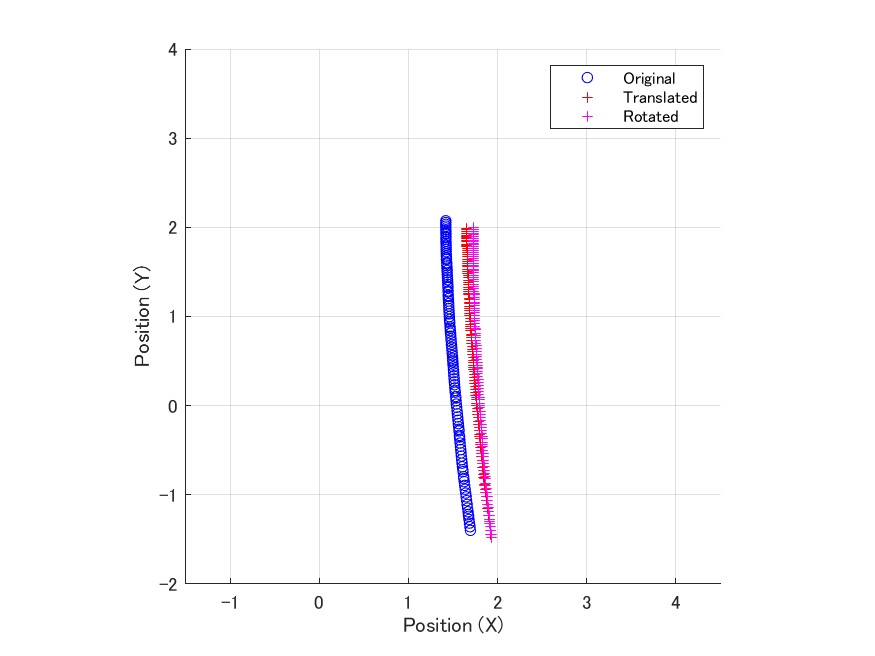 4
3
2
1
0
−1
−2
−1
0
1
2
3
4
Position (Y)
Position (X)
Original
Translated
Rotated